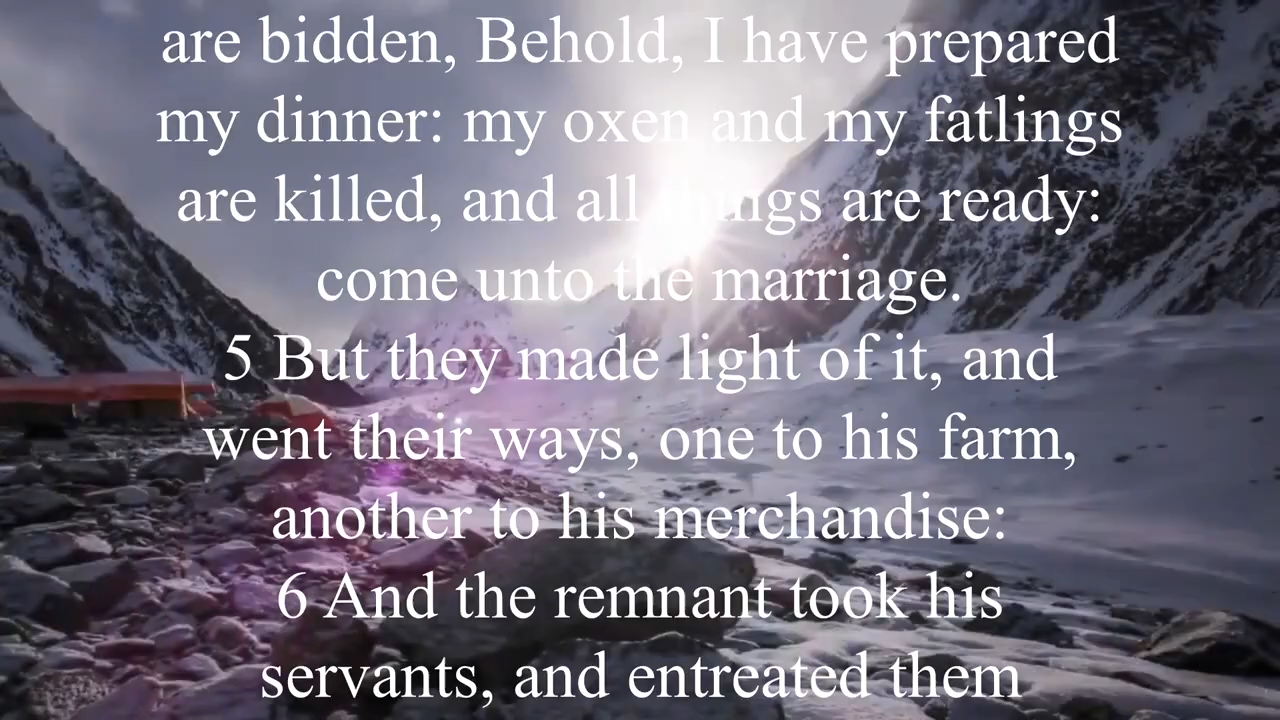 are bidden, Behold, I have prepared
my dinner: my oxen and my fatlings
are killed, and all things are ready:
come unto the marriage.
5 But they made light of it, and
went their ways, one to his farm,
another to his merchandise:
6 And the remnant took his
servants, and entreated them